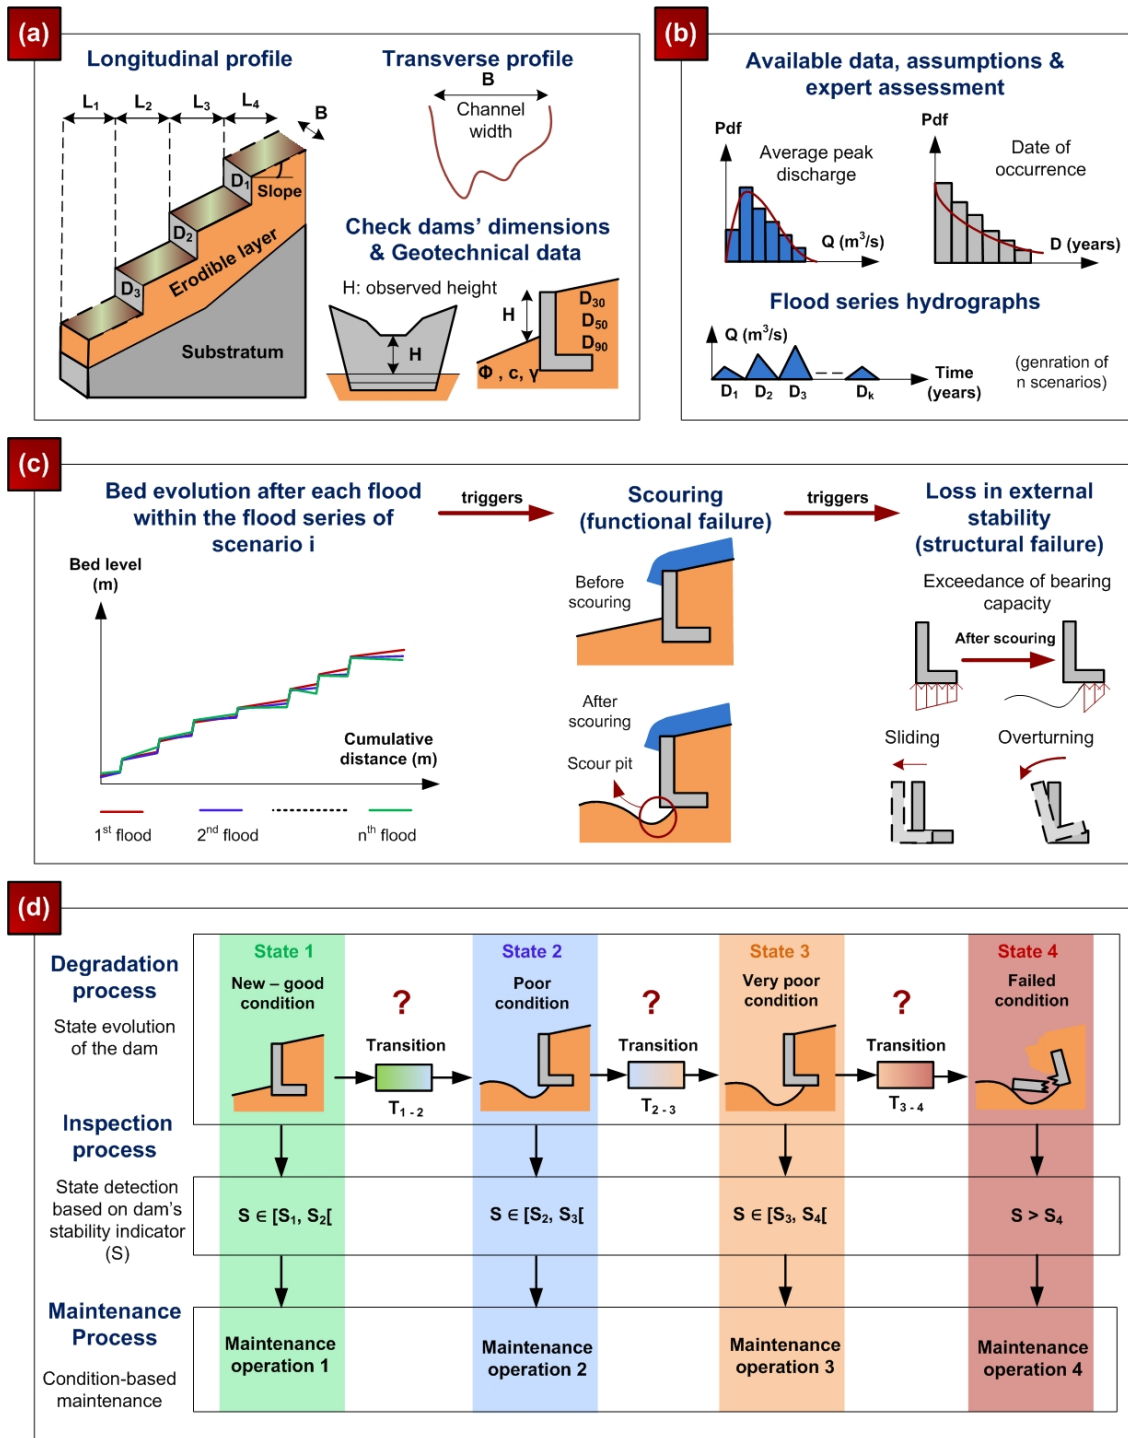 (a)
Longitudinal profile
L₁ L₂ L₃ L₄
B
D₁
Slope
D₂
D₃
Erodible layer
Substratum
Transverse profile
B
Channel
width
Check dams' dimensions
& Geotechnical data
H: observed height
H
H
D₃₀
D₅₀
D₉₀
Φ , c, γ
(b)
Available data, assumptions &
expert assessment
Pdf
Average peak
discharge
Q (m³/s)
Pdf
Date of
occurrence
D (years)
Flood series hydrographs
Q (m³/s)
D₁ D₂ D₃ Dₖ
Time
(years)
(genration of
n scenarios)
(c)
Bed evolution after each flood
within the flood series of
scenario i
triggers
Scouring
(functional failure)
triggers
Loss in external
stability
(structural failure)
Bed level
(m)
Cumulative
distance (m)
1ˢᵗ flood
2ⁿᵈ flood
nᵗʰ flood
Before
scouring
After
scouring
Scour pit
Exceedance of bearing
capacity
After scouring
Sliding
Overturning
(d)
Degradation
process
State evolution
of the dam
State 1
New – good
condition
?
Transition
T₁ ₋ ₂
State 2
Poor
condition
?
Transition
T₂ ₋ ₃
State 3
Very poor
condition
?
Transition
T₃ ₋ ₄
State 4
Failed
condition
Inspection
process
State detection
based on dam's
stability indicator
(S)
S ∈ [S₁, S₂[
S ∈ [S₂, S₃[
S ∈ [S₃, S₄[
S > S₄
Maintenance
Process
Condition-based
maintenance
Maintenance
operation 1
Maintenance
operation 2
Maintenance
operation 3
Maintenance
operation 4